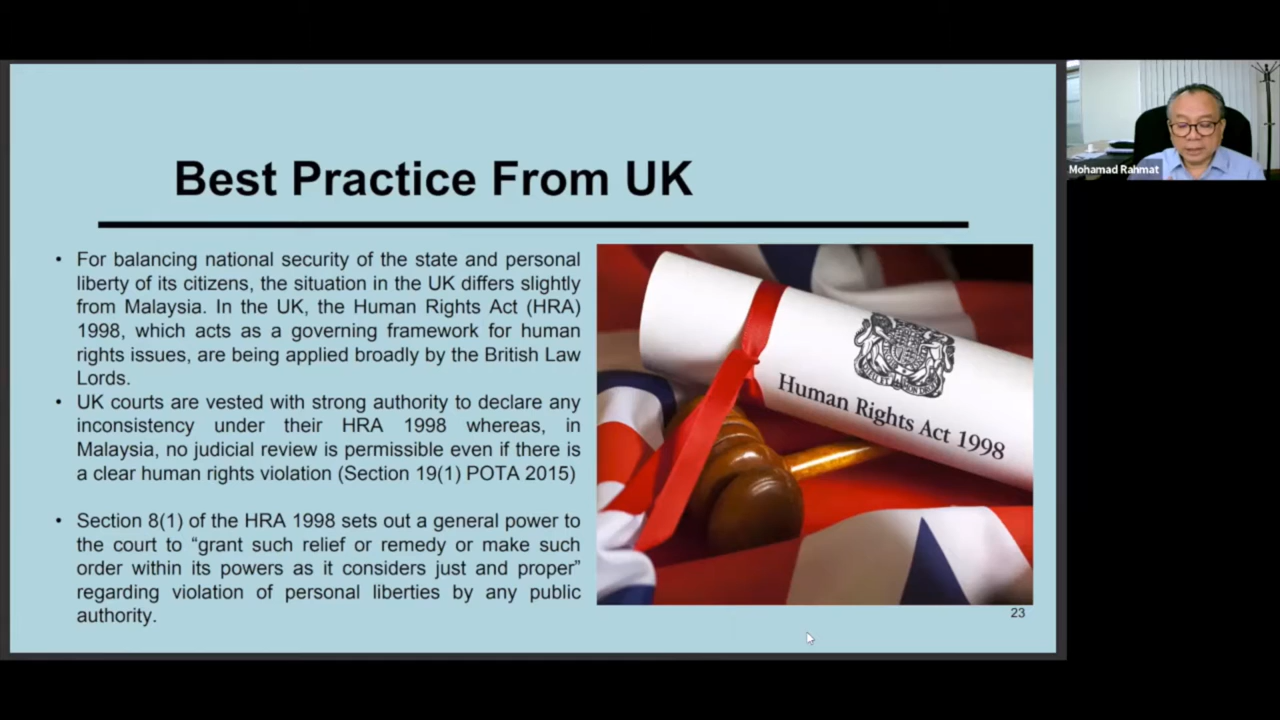 Best Practice From UK
• For balancing national security of the state and personal
liberty of its citizens, the situation in the UK differs slightly
from Malaysia. In the UK, the Human Rights Act (HRA)
1998, which acts as a governing framework for human
rights issues, are being applied broadly by the British Law
Lords.
• UK courts are vested with strong authority to declare any
inconsistency under their HRA 1998 whereas, in
Malaysia, no judicial review is permissible even if there is
a clear human rights violation (Section 19(1) POTA 2015)
• Section 8(1) of the HRA 1998 sets out a general power to
the court to “grant such relief or remedy or make such
order within its powers as it considers just and proper”
regarding violation of personal liberties by any public
authority.
Human Rights Act 1998
23
Mohamad Rahmat